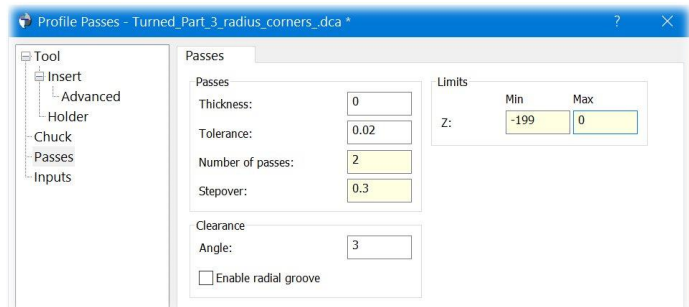 Profile Passes - Turned_Part_3_radius_corners_.dca *
? ×
Tool
Insert
Advanced
Holder
Chuck
Passes
Inputs
Passes
Passes
Thickness: 0
Tolerance: 0.02
Number of passes: 2
Stepover: 0.3
Clearance
Angle: 3
Enable radial groove
Limits
Min Max
Z: -199 0